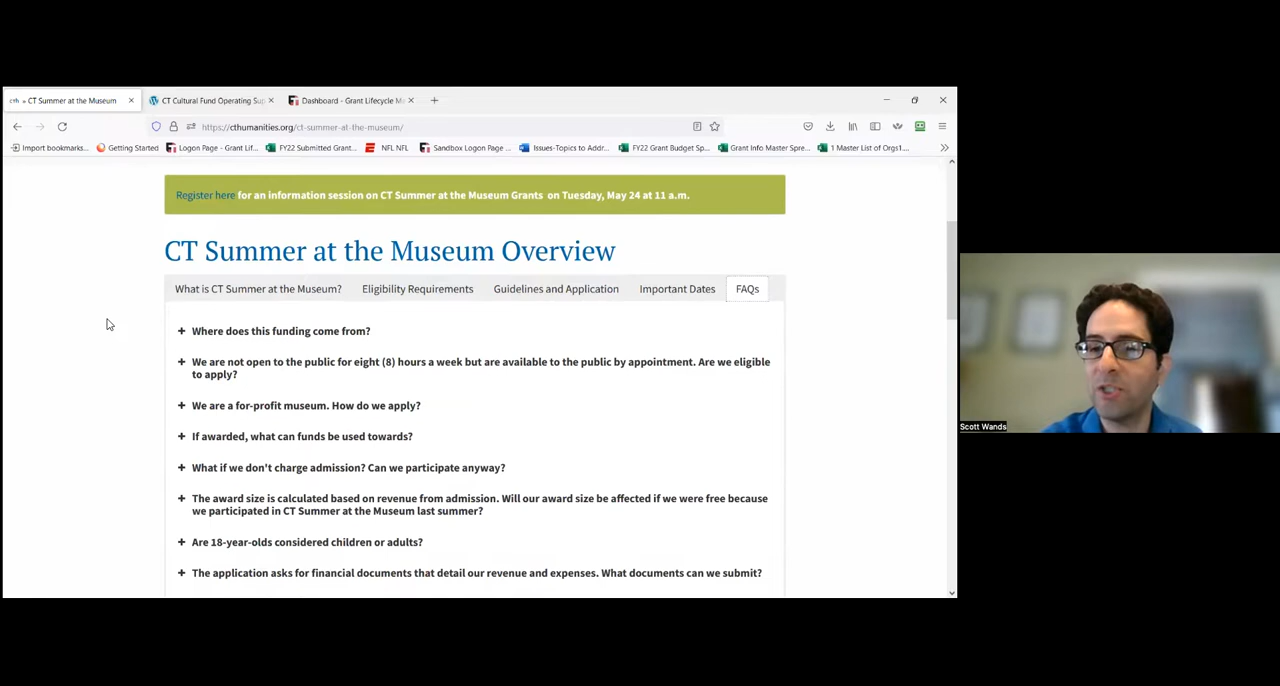 cth » CT Summer at the Museum
CT Cultural Fund Operating Sup
Dashboard - Grant Lifecycle Ma
https://cthumanities.org/ct-summer-at-the-museum/
Import bookmarks...
Getting Started
Logon Page - Grant Lif...
FY22 Submitted Grant...
NFL NFL
Sandbox Logon Page ...
Issues-Topics to Addr...
FY22 Grant Budget Sp...
Grant Info Master Spre...
1 Master List of Orgs1....
Register here for an information session on CT Summer at the Museum Grants on Tuesday, May 24 at 11 a.m.
CT Summer at the Museum Overview
What is CT Summer at the Museum?
Eligibility Requirements
Guidelines and Application
Important Dates
FAQs
+ Where does this funding come from?
+ We are not open to the public for eight (8) hours a week but are available to the public by appointment. Are we eligible
to apply?
+ We are a for-profit museum. How do we apply?
+ If awarded, what can funds be used towards?
+ What if we don't charge admission? Can we participate anyway?
+ The award size is calculated based on revenue from admission. Will our award size be affected if we were free because
we participated in CT Summer at the Museum last summer?
+ Are 18-year-olds considered children or adults?
+ The application asks for financial documents that detail our revenue and expenses. What documents can we submit?
Scott Wands